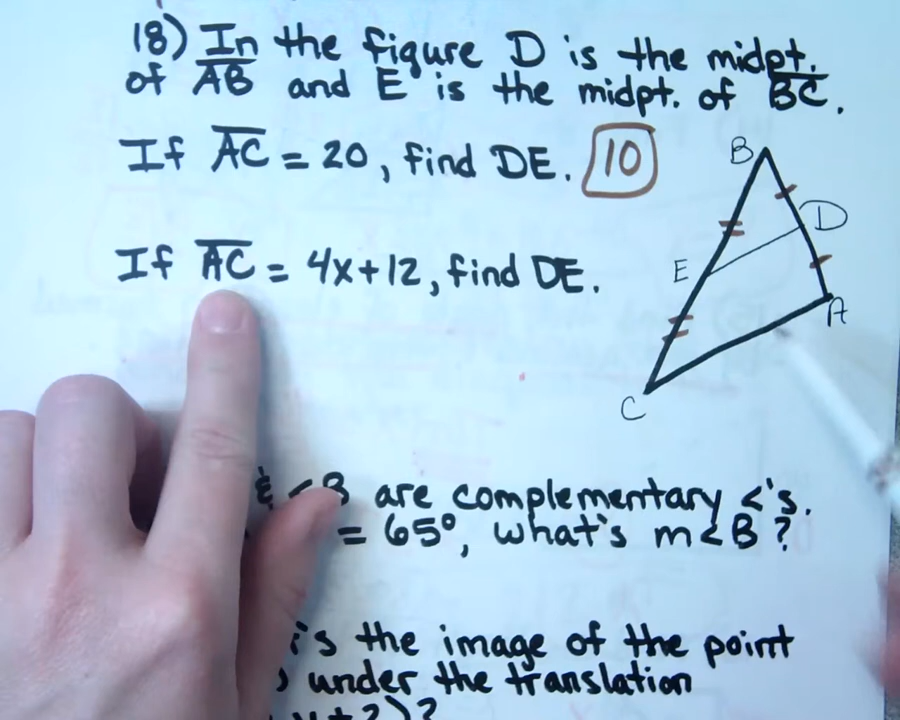 18) In the figure D is the midpt.
of AB and E is the midpt. of BC.
If AC = 20, find DE. 10
If AC = 4x+12, find DE.
B
D
E
A
C
& <B are complementary <'s.
= 65°, what's m<B?
the image of the point
under the translation